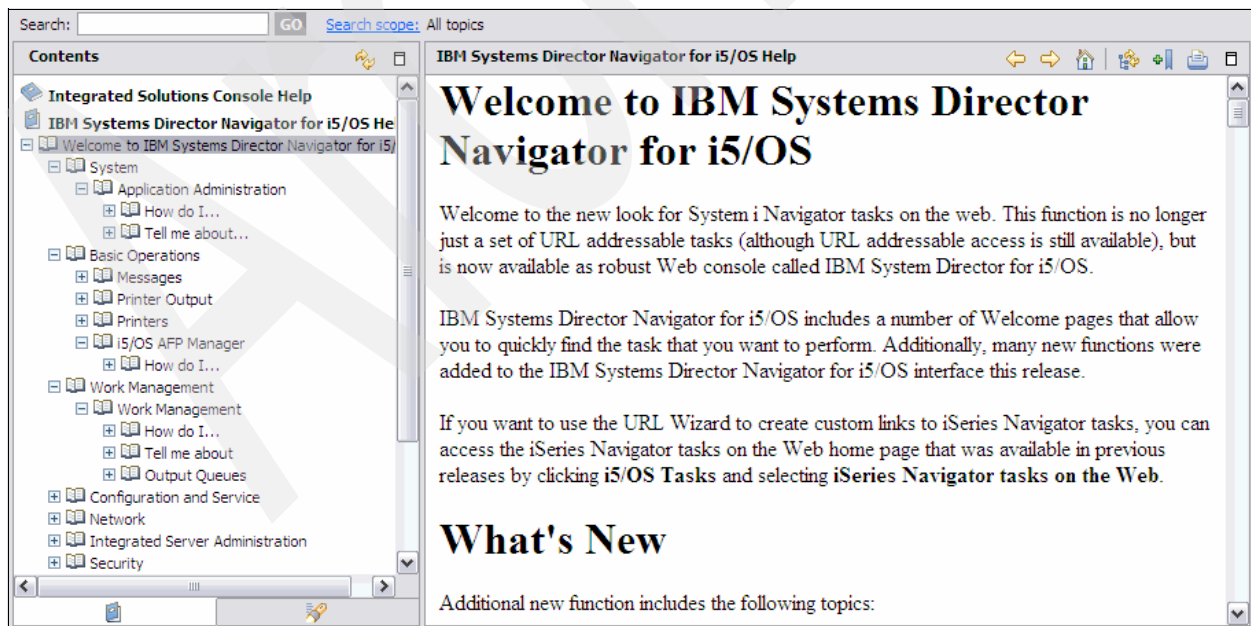 Search: GO Search scope: All topics
Contents
Integrated Solutions Console Help
IBM Systems Director Navigator for i5/OS He
Welcome to IBM Systems Director Navigator for i5/
System
Application Administration
How do I...
Tell me about...
Basic Operations
Messages
Printer Output
Printers
i5/OS AFP Manager
How do I...
Work Management
Work Management
How do I...
Tell me about
Output Queues
Configuration and Service
Network
Integrated Server Administration
Security
IBM Systems Director Navigator for i5/OS Help
Welcome to IBM Systems Director
Navigator for i5/OS
Welcome to the new look for System i Navigator tasks on the web. This function is no longer
just a set of URL addressable tasks (although URL addressable access is still available), but
is now available as robust Web console called IBM System Director for i5/OS.
IBM Systems Director Navigator for i5/OS includes a number of Welcome pages that allow
you to quickly find the task that you want to perform. Additionally, many new functions were
added to the IBM Systems Director Navigator for i5/OS interface this release.
If you want to use the URL Wizard to create custom links to iSeries Navigator tasks, you can
access the iSeries Navigator tasks on the Web home page that was available in previous
releases by clicking i5/OS Tasks and selecting iSeries Navigator tasks on the Web.
What's New
Additional new function includes the following topics: